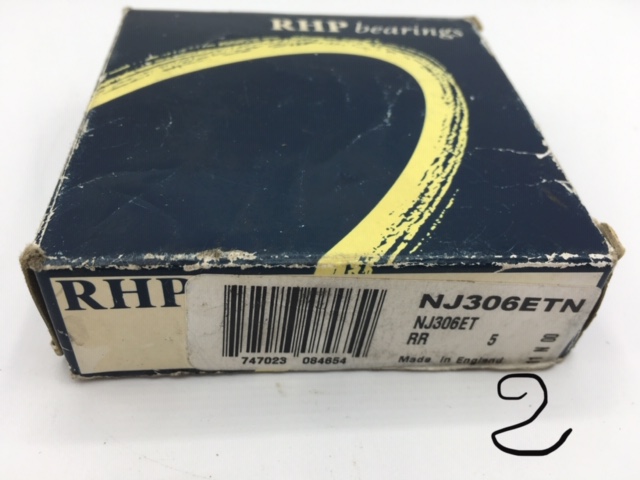 RHP bearings
RHP
NJ306ETN
NJ306ET
RR 5
747023 084654
Made in England
2